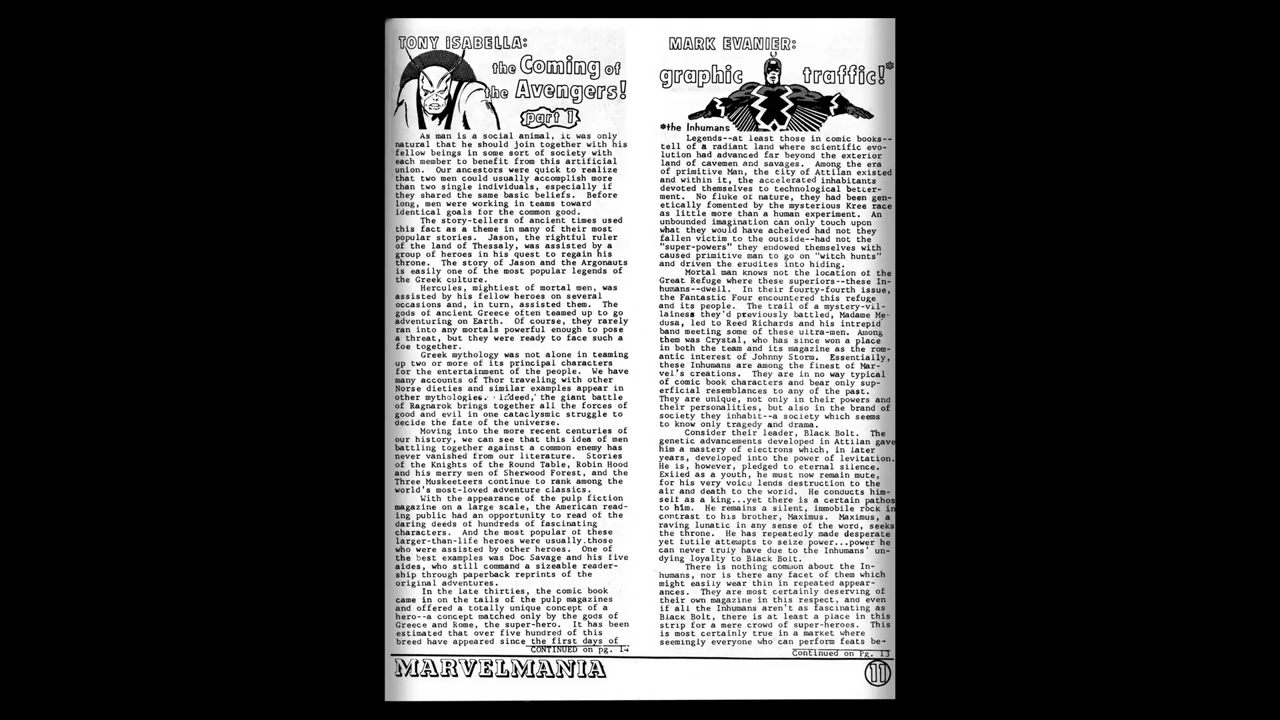 TONY ISABELLA:
the Coming of
the Avengers!
part 1
As man is a social animal, it was only
natural that he should join together with his
fellow beings in some sort of society with
each member to benefit from this artificial
union. Our ancestors were quick to realize
that two men could usually accomplish more
than two single individuals, especially if
they shared the same basic beliefs. Before
long, men were working in teams toward
identical goals for the common good.
The story-tellers of ancient times used
this fact as a theme in many of their most
popular stories. Jason, the rightful ruler
of the land of Thessaly, was assisted by a
group of heroes in his quest to regain his
throne. The story of Jason and the Argonauts
is easily one of the most popular legends of
the Greek culture.
Hercules, mightiest of mortal men, was
assisted by his fellow heroes on several
occasions and, in turn, assisted them. The
gods of ancient Greece often teamed up to go
adventuring on Earth. Of course, they rarely
ran into any mortals powerful enough to pose
a threat, but they were ready to face such a
foe together.
Greek mythology was not alone in teaming
up two or more of its principal characters
for the entertainment of the people. We have
many accounts of Thor traveling with other
Norse dieties and similar examples appear in
other mythologies. Indeed, the giant battle
of Ragnarok brings together all the forces of
good and evil in one cataclysmic struggle to
decide the fate of the universe.
Moving into the more recent centuries of
our history, we can see that this idea of men
battling together against a common enemy has
never vanished from our literature. Stories
of the Knights of the Round Table, Robin Hood
and his merry men of Sherwood Forest, and the
Three Musketeers continue to rank among the
world's most-loved adventure classics.
With the appearance of the pulp fiction
magazine on a large scale, the American read-
ing public had an opportunity to read of the
daring deeds of hundreds of fascinating
characters. And the most popular of these
larger-than-life heroes were usually those
who were assisted by other heroes. One of
the best examples was Doc Savage and his five
aides, who still command a sizeable reader-
ship through paperback reprints of the
original adventures.
In the late thirties, the comic book
came in on the tails of the pulp magazines
and offered a totally unique concept of a
hero--a concept matched only by the gods of
Greece and Rome, the super-hero. It has been
estimated that over five hundred of this
breed have appeared since the first days of
CONTINUED on pg. 14
MARK EVANIER:
graphic traffic!*
*the Inhumans
Legends--at least those in comic books--
tell of a radiant land where scientific evo-
lution had advanced far beyond the exterior
land of cavemen and savages. Among the era
of primitive Man, the city of Attilan existed
and within it, the accelerated inhabitants
devoted themselves to technological better-
ment. No fluke of nature, they had been gen-
etically fomented by the mysterious Kree race
as little more than a human experiment. An
unbounded imagination can only touch upon
what they would have acheived had not they
fallen victim to the outside--had not the
"super-powers" they endowed themselves with
caused primitive man to go on "witch hunts"
and driven the erudites into hiding.
Mortal man knows not the location of the
Great Refuge where these superiors--these In-
humans--dwell. In their fourty-fourth issue,
the Fantastic Four encountered this refuge
and its people. The trail of a mystery-vil-
lainess they'd previously battled, Madame Me-
dusa, led to Reed Richards and his intrepid
band meeting some of these ultra-men. Among
them was Crystal, who has since won a place
in both the team and its magazine as the rom-
antic interest of Johnny Storm. Essentially,
these Inhumans are among the finest of Mar-
vel's creations. They are in no way typical
of comic book characters and bear only sup-
erficial resemblances to any of the past.
They are unique, not only in their powers and
their personalities, but also in the brand of
society they inhabit--a society which seems
to know only tragedy and drama.
Consider their leader, Black Bolt. The
genetic advancements developed in Attilan gave
him a mastery of electrons which, in later
years, developed into the power of levitation.
He is, however, pledged to eternal silence.
Exiled as a youth, he must now remain mute,
for his very voice lends destruction to the
air and death to the world. He conducts him-
self as a king...yet there is a certain pathos
to him. He remains a silent, immobile rock in
contrast to his brother, Maximus. Maximus, a
raving lunatic in any sense of the word, seeks
the throne. He has repeatedly made desperate
yet futile attempts to seize power...power he
can never truly have due to the Inhumans' un-
dying loyalty to Black Bolt.
There is nothing common about the In-
humans, nor is there any facet of them which
might easily wear thin in repeated appear-
ances. They are most certainly deserving of
their own magazine in this respect, and even
if all the Inhumans aren't as fascinating as
Black Bolt, there is at least a place in this
strip for a mere crowd of super-heroes. This
is most certainly true in a market where
seemingly everyone who can perform feats be-
Continued on Pg. 13
MARVELMANIA
11